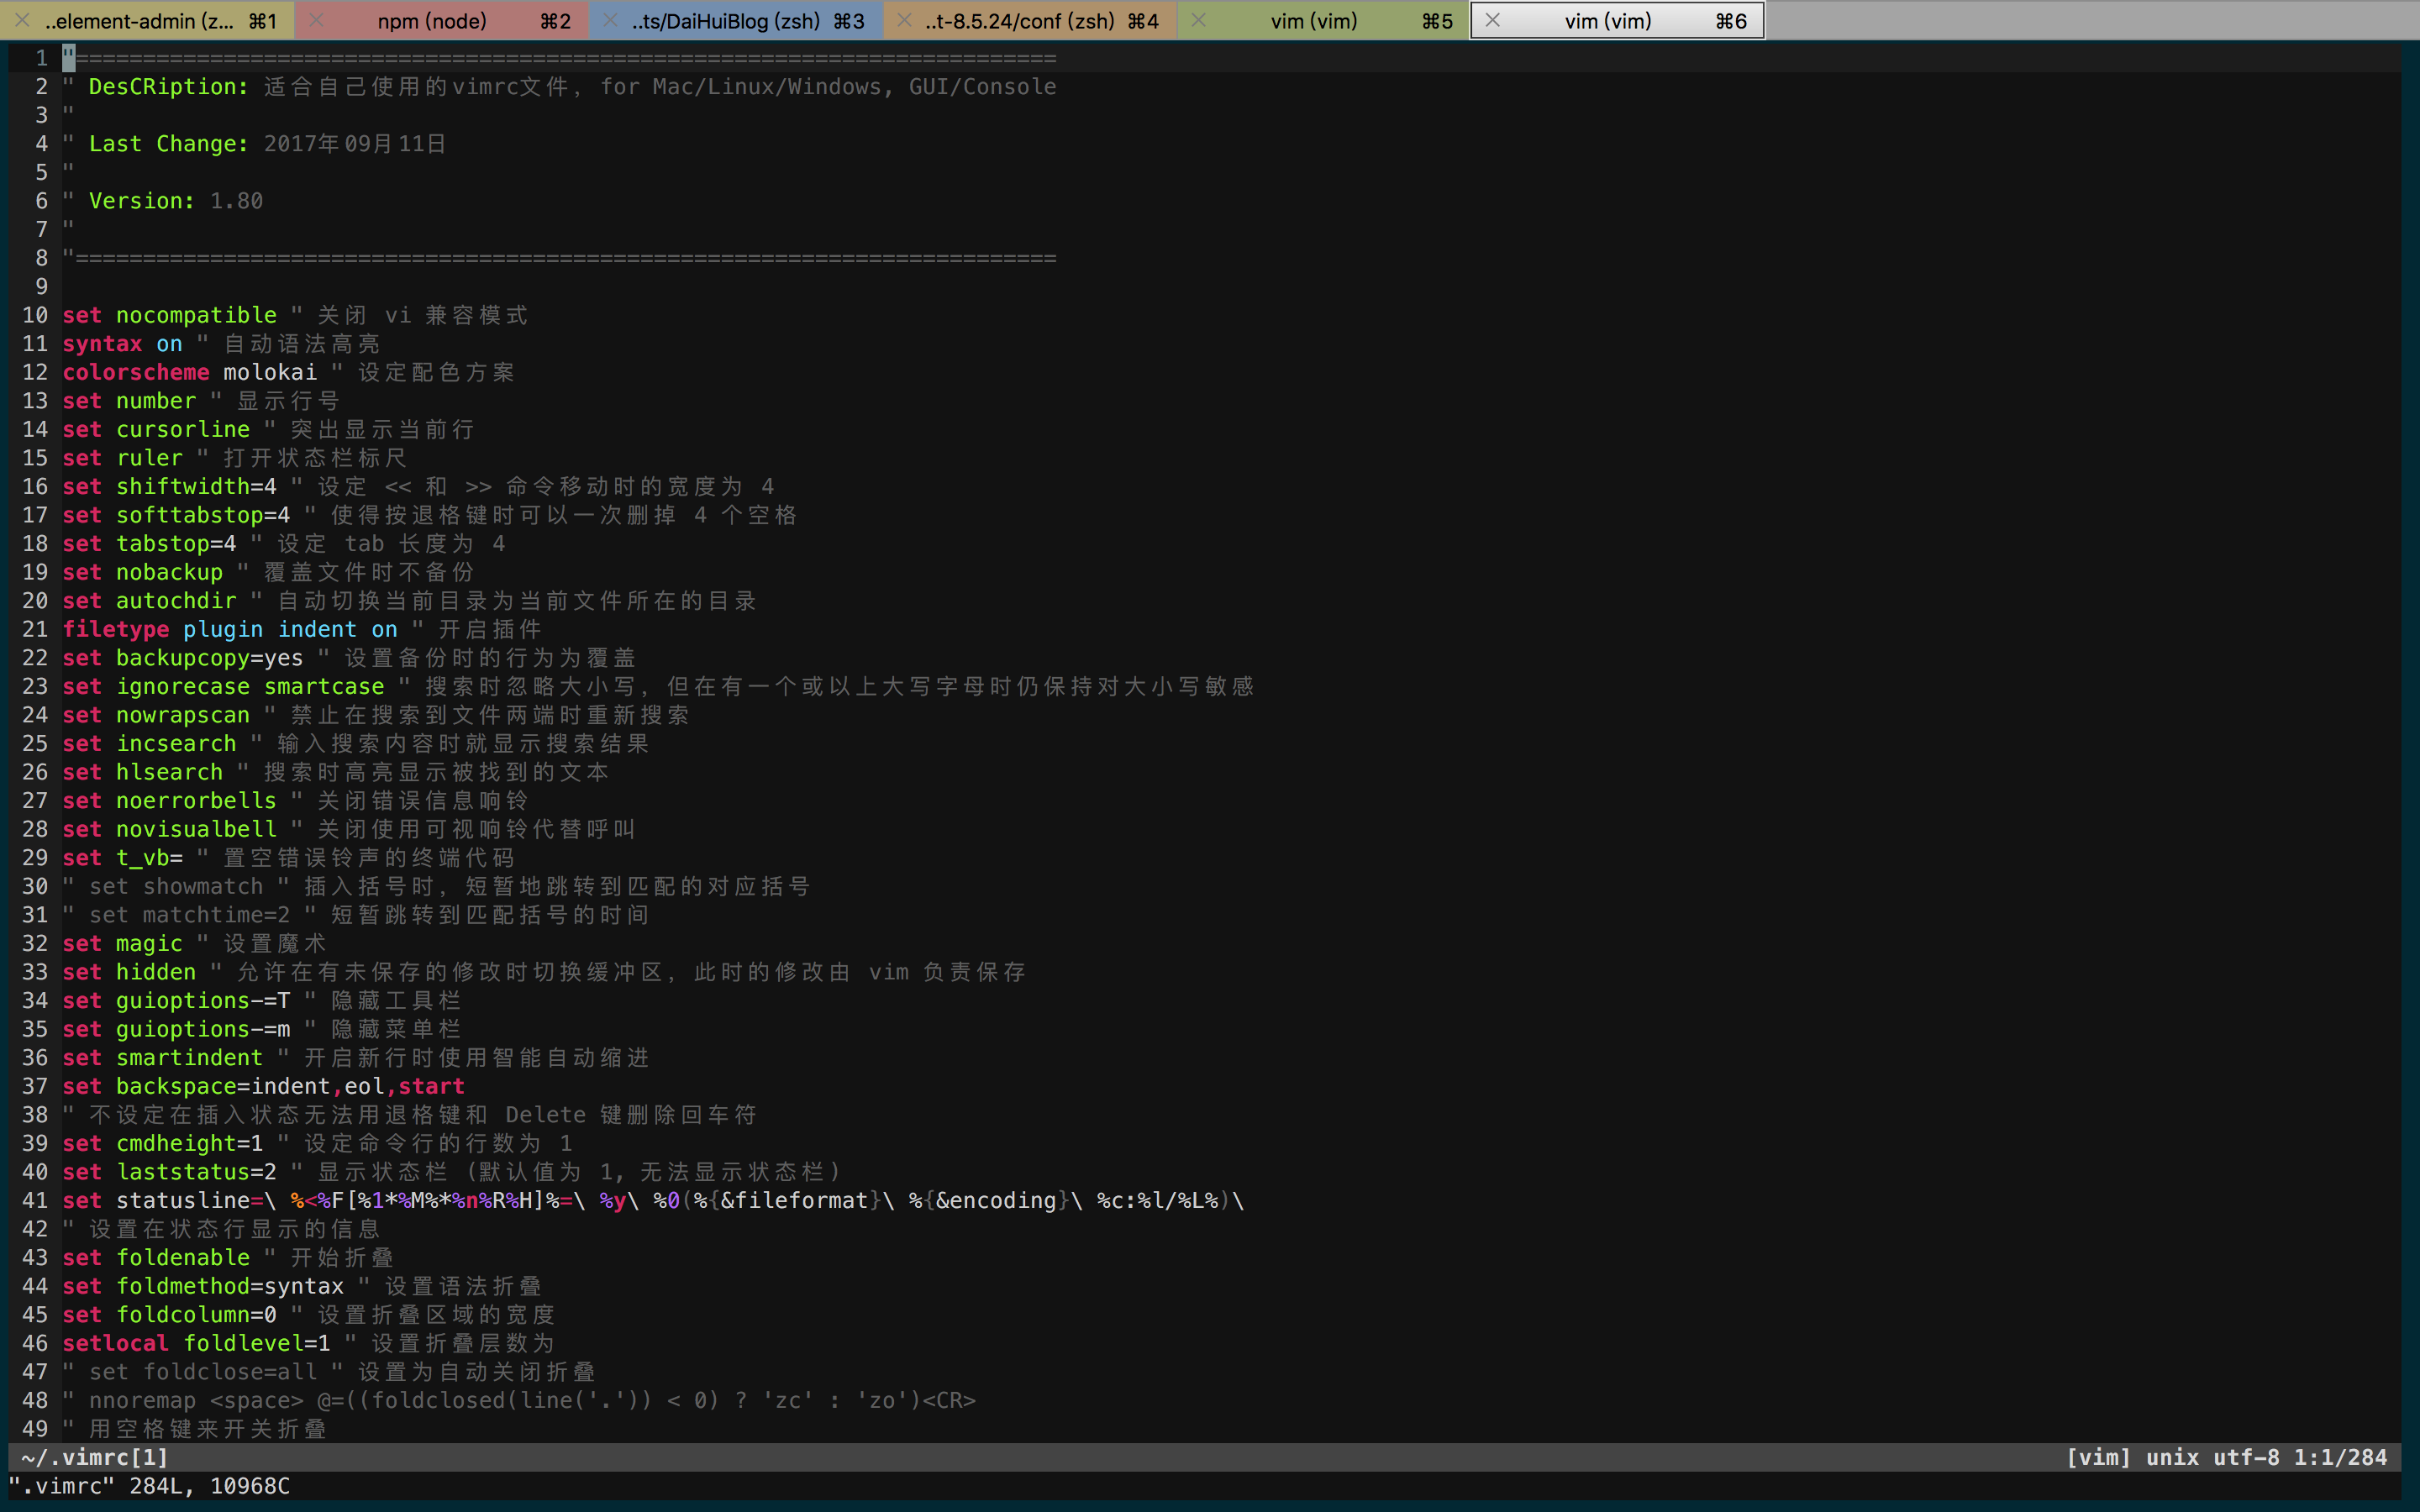 ..element-admin (z... ⌘1 npm (node) ⌘2 ..ts/DaiHuiBlog (zsh) ⌘3 ..t-8.5.24/conf (zsh) ⌘4 vim (vim) ⌘5 vim (vim) ⌘6
1 "=========================================================================
2 " DesCRiption: 适合自己使用的vimrc文件, for Mac/Linux/Windows, GUI/Console
3 "
4 " Last Change: 2017年09月11日
5 "
6 " Version: 1.80
7 "
8 "=========================================================================
9
10 set nocompatible " 关闭 vi 兼容模式
11 syntax on " 自动语法高亮
12 colorscheme molokai " 设定配色方案
13 set number " 显示行号
14 set cursorline " 突出显示当前行
15 set ruler " 打开状态栏标尺
16 set shiftwidth=4 " 设定 << 和 >> 命令移动时的宽度为 4
17 set softtabstop=4 " 使得按退格键时可以一次删掉 4 个空格
18 set tabstop=4 " 设定 tab 长度为 4
19 set nobackup " 覆盖文件时不备份
20 set autochdir " 自动切换当前目录为当前文件所在的目录
21 filetype plugin indent on " 开启插件
22 set backupcopy=yes " 设置备份时的行为为覆盖
23 set ignorecase smartcase " 搜索时忽略大小写, 但在有一个或以上大写字母时仍保持对大小写敏感
24 set nowrapscan " 禁止在搜索到文件两端时重新搜索
25 set incsearch " 输入搜索内容时就显示搜索结果
26 set hlsearch " 搜索时高亮显示被找到的文本
27 set noerrorbells " 关闭错误信息响铃
28 set novisualbell " 关闭使用可视响铃代替呼叫
29 set t_vb= " 置空错误铃声的终端代码
30 " set showmatch " 插入括号时, 短暂地跳转到匹配的对应括号
31 " set matchtime=2 " 短暂跳转到匹配括号的时间
32 set magic " 设置魔术
33 set hidden " 允许在有未保存的修改时切换缓冲区, 此时的修改由 vim 负责保存
34 set guioptions-=T " 隐藏工具栏
35 set guioptions-=m " 隐藏菜单栏
36 set smartindent " 开启新行时使用智能自动缩进
37 set backspace=indent,eol,start
38 " 不设定在插入状态无法用退格键和 Delete 键删除回车符
39 set cmdheight=1 " 设定命令行的行数为 1
40 set laststatus=2 " 显示状态栏 (默认值为 1, 无法显示状态栏)
41 set statusline=\ %<%F[%1*%M%*%n%R%H]%=\ %y\ %0(%{&fileformat}\ %{&encoding}\ %c:%l/%L%)\
42 " 设置在状态行显示的信息
43 set foldenable " 开始折叠
44 set foldmethod=syntax " 设置语法折叠
45 set foldcolumn=0 " 设置折叠区域的宽度
46 setlocal foldlevel=1 " 设置折叠层数为
47 " set foldclose=all " 设置为自动关闭折叠
48 " nnoremap <space> @=((foldclosed(line('.')) < 0) ? 'zc' : 'zo')<CR>
49 " 用空格键来开关折叠
~/.vimrc[1] [vim] unix utf-8 1:1/284
".vimrc" 284L, 10968C